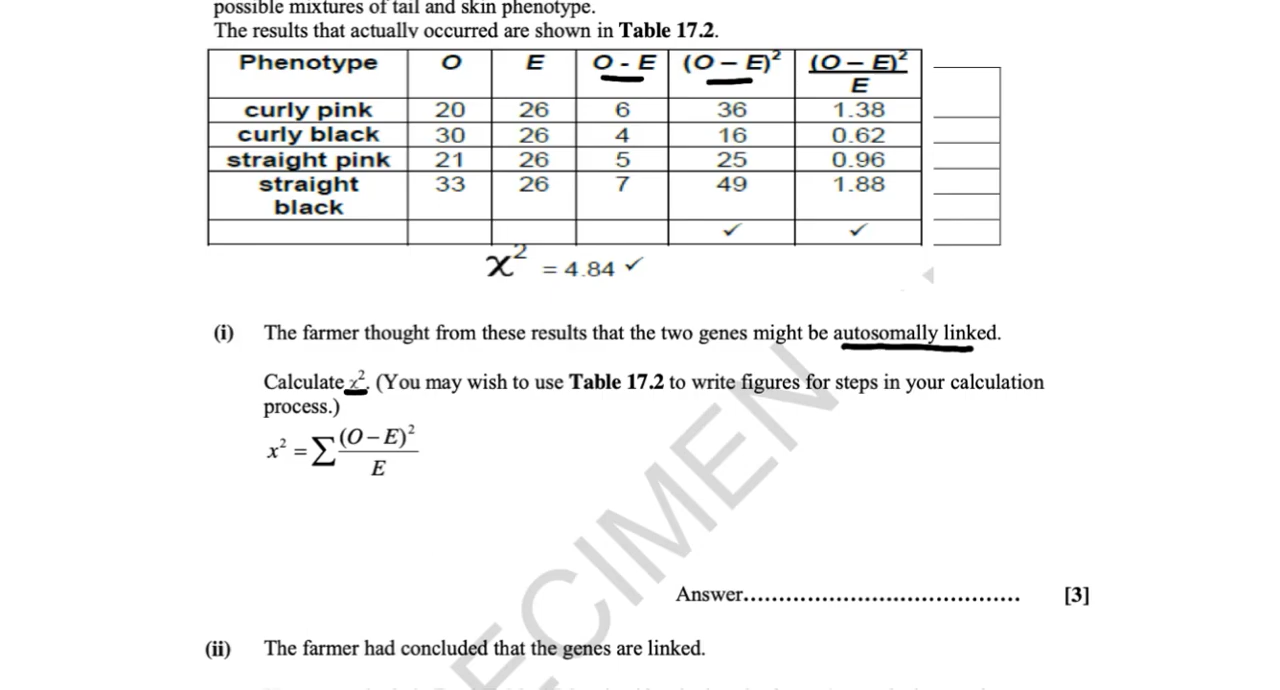 possible mixtures of tail and skin phenotype.
The results that actually occurred are shown in Table 17.2.
Phenotype O E O - E (O – E)² (O – E)²
E
curly pink 20 26 6 36 1.38
curly black 30 26 4 16 0.62
straight pink 21 26 5 25 0.96
straight 33 26 7 49 1.88
black
✓ ✓
x² = 4.84 ✓
(i) The farmer thought from these results that the two genes might be autosomally linked.
Calculate x². (You may wish to use Table 17.2 to write figures for steps in your calculation
process.)
x² = ∑ (O – E)²
E
Answer.......................................... [3]
(ii) The farmer had concluded that the genes are linked.
ECIMEN